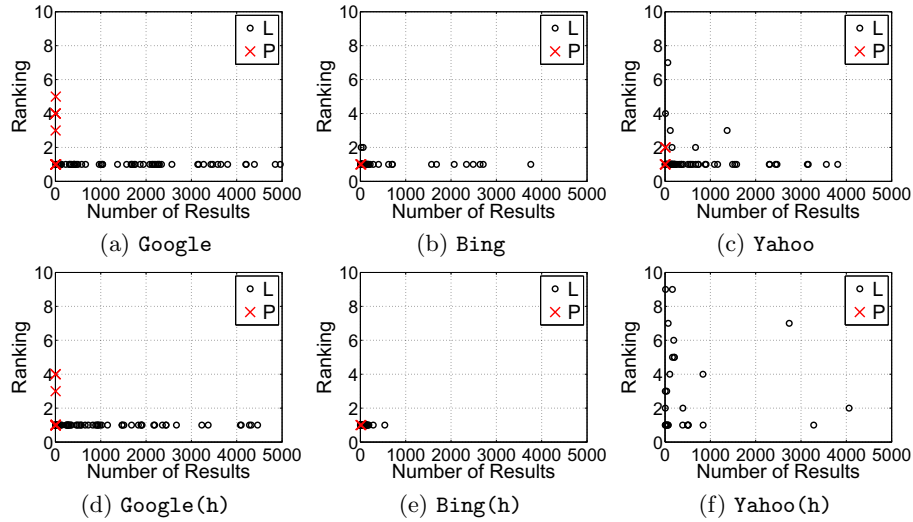 10
8
6
4
2
0
0 1000 2000 3000 4000 5000
Ranking
Number of Results
L
P
(a) Google
10
8
6
4
2
0
0 1000 2000 3000 4000 5000
Ranking
Number of Results
L
P
(b) Bing
10
8
6
4
2
0
0 1000 2000 3000 4000 5000
Ranking
Number of Results
L
P
(c) Yahoo
10
8
6
4
2
0
0 1000 2000 3000 4000 5000
Ranking
Number of Results
L
P
(d) Google(h)
10
8
6
4
2
0
0 1000 2000 3000 4000 5000
Ranking
Number of Results
L
P
(e) Bing(h)
10
8
6
4
2
0
0 1000 2000 3000 4000 5000
Ranking
Number of Results
L
P
(f) Yahoo(h)